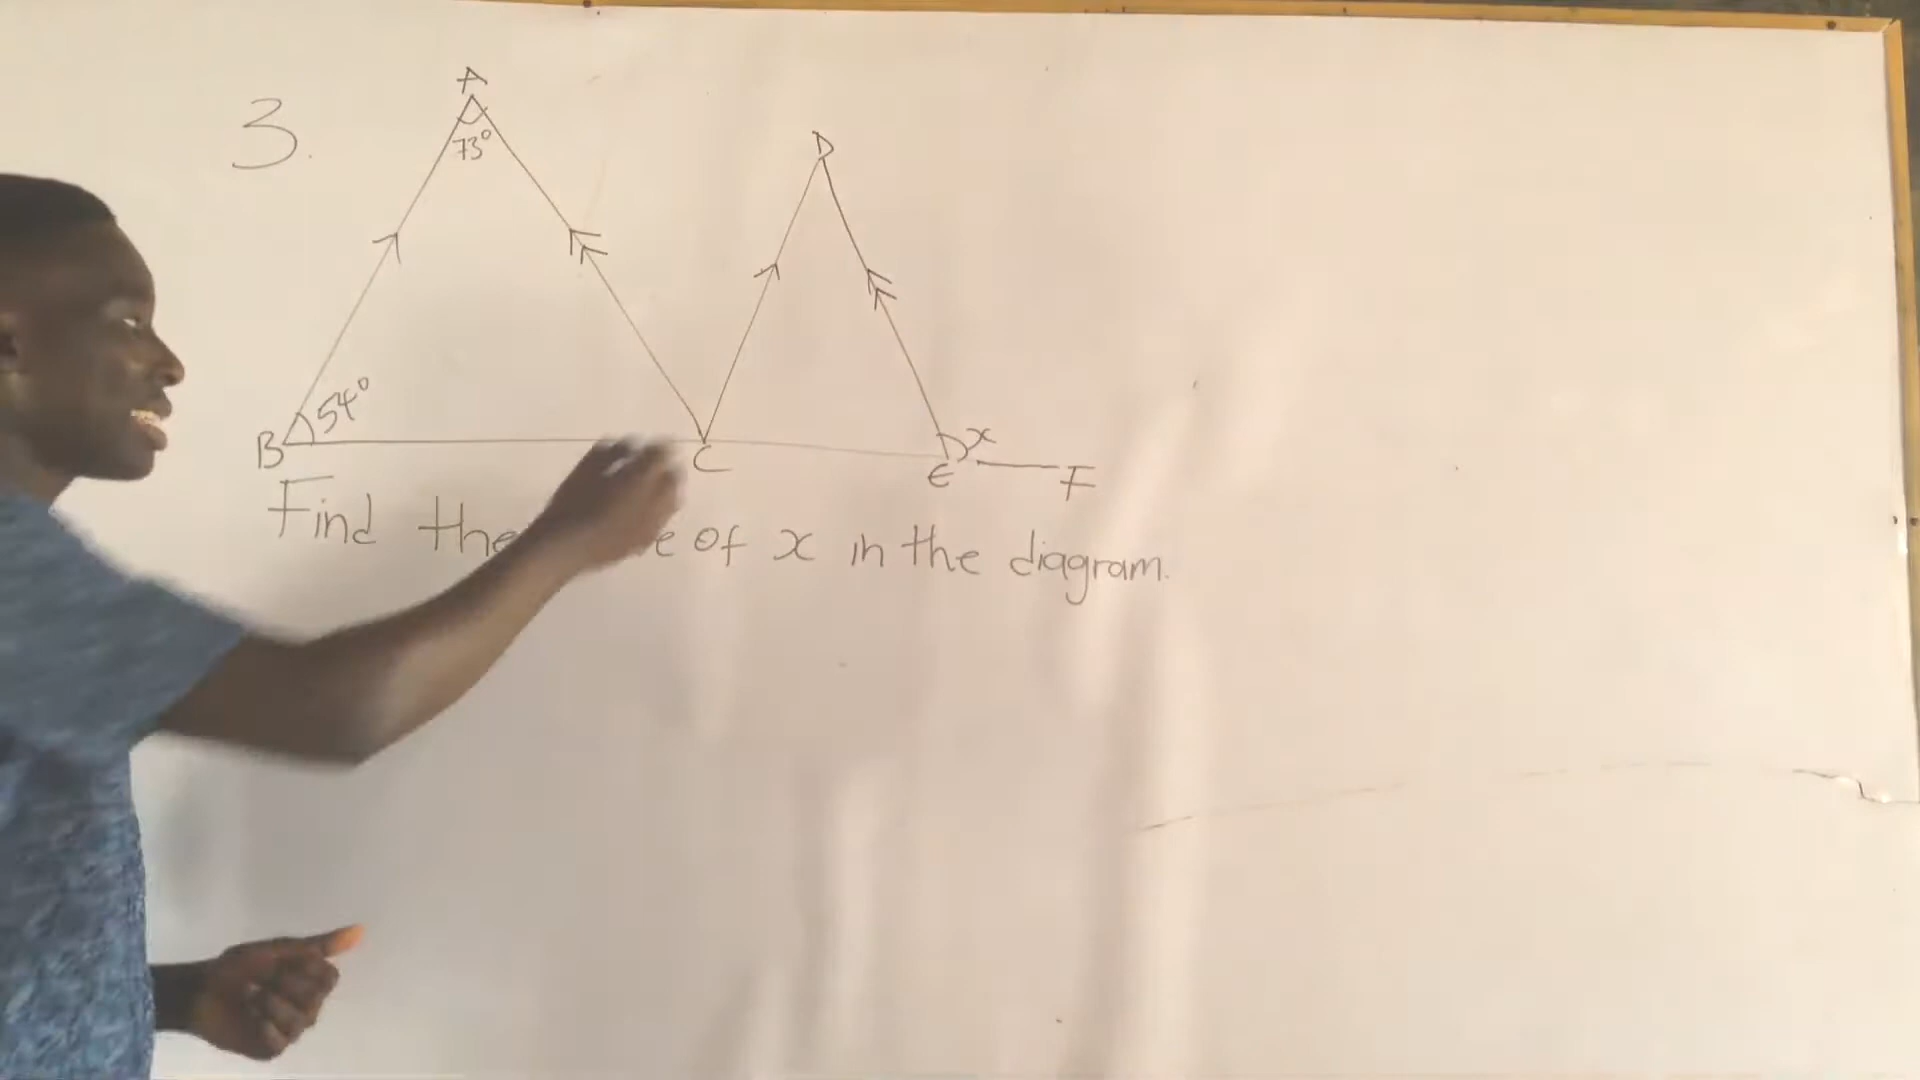 3.
A
73°
D
54°
B
C
x
E
F
Find the of x in the diagram.